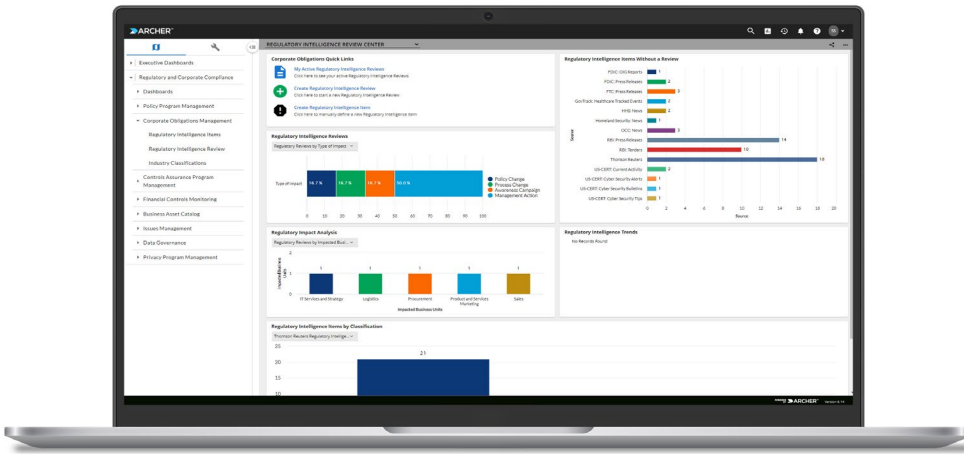 ARCHER
REGULATORY INTELLIGENCE REVIEW CENTER
Executive Dashboards
Regulatory and Corporate Compliance
Dashboards
Policy Program Management
Corporate Obligations Management
Regulatory Intelligence Items
Regulatory Intelligence Review
Industry Classifications
Controls Assurance Program
Management
Financial Controls Monitoring
Business Asset Catalog
Issues Management
Data Governance
Privacy Program Management
Corporate Obligations Quick Links
My Active Regulatory Intelligence Reviews
Click here to see your active Regulatory Intelligence Reviews
Create Regulatory Intelligence Review
Click here to start a new Regulatory Intelligence Review
Create Regulatory Intelligence Item
Click here to manually define a new Regulatory Intelligence Item
Regulatory Intelligence Reviews
Regulatory Reviews by Type of Impact
Type of Impact
16.7 % 16.7 % 16.7 % 50.0 %
Policy Change
Process Change
Awareness Campaign
Management Action
0 10 20 30 40 50 60 70 80 90 100
Regulatory Intelligence Items Without a Review
Source
FDIC: OIG Reports 1
FDIC: Press Releases 2
FTC: Press Releases 3
GovTrack: Healthcare Tracked Events 2
HHS: News 2
Homeland Security: News 1
OCC: News 3
RBI: Press Releases 14
RBI: Tenders 10
Thomson Reuters 18
US-CERT: Current Activity 2
US-CERT: Cyber Security Alerts 1
US-CERT: Cyber Security Bulletins 1
US-CERT: Cyber Security Tips 1
0 2 4 6 8 10 12 14 16 18 20
Source
Regulatory Impact Analysis
Regulatory Reviews by Impacted Busi...
Impacted Business
Units
2
1
0
1 1 1 1 1
IT Services and Strategy Logistics Procurement Product and Services
Marketing Sales
Impacted Business Units
Regulatory Intelligence Trends
No Records Found
Regulatory Intelligence Items by Classification
Thomson Reuters Regulatory Intellige...
25
20
15
10
21
ARCHER